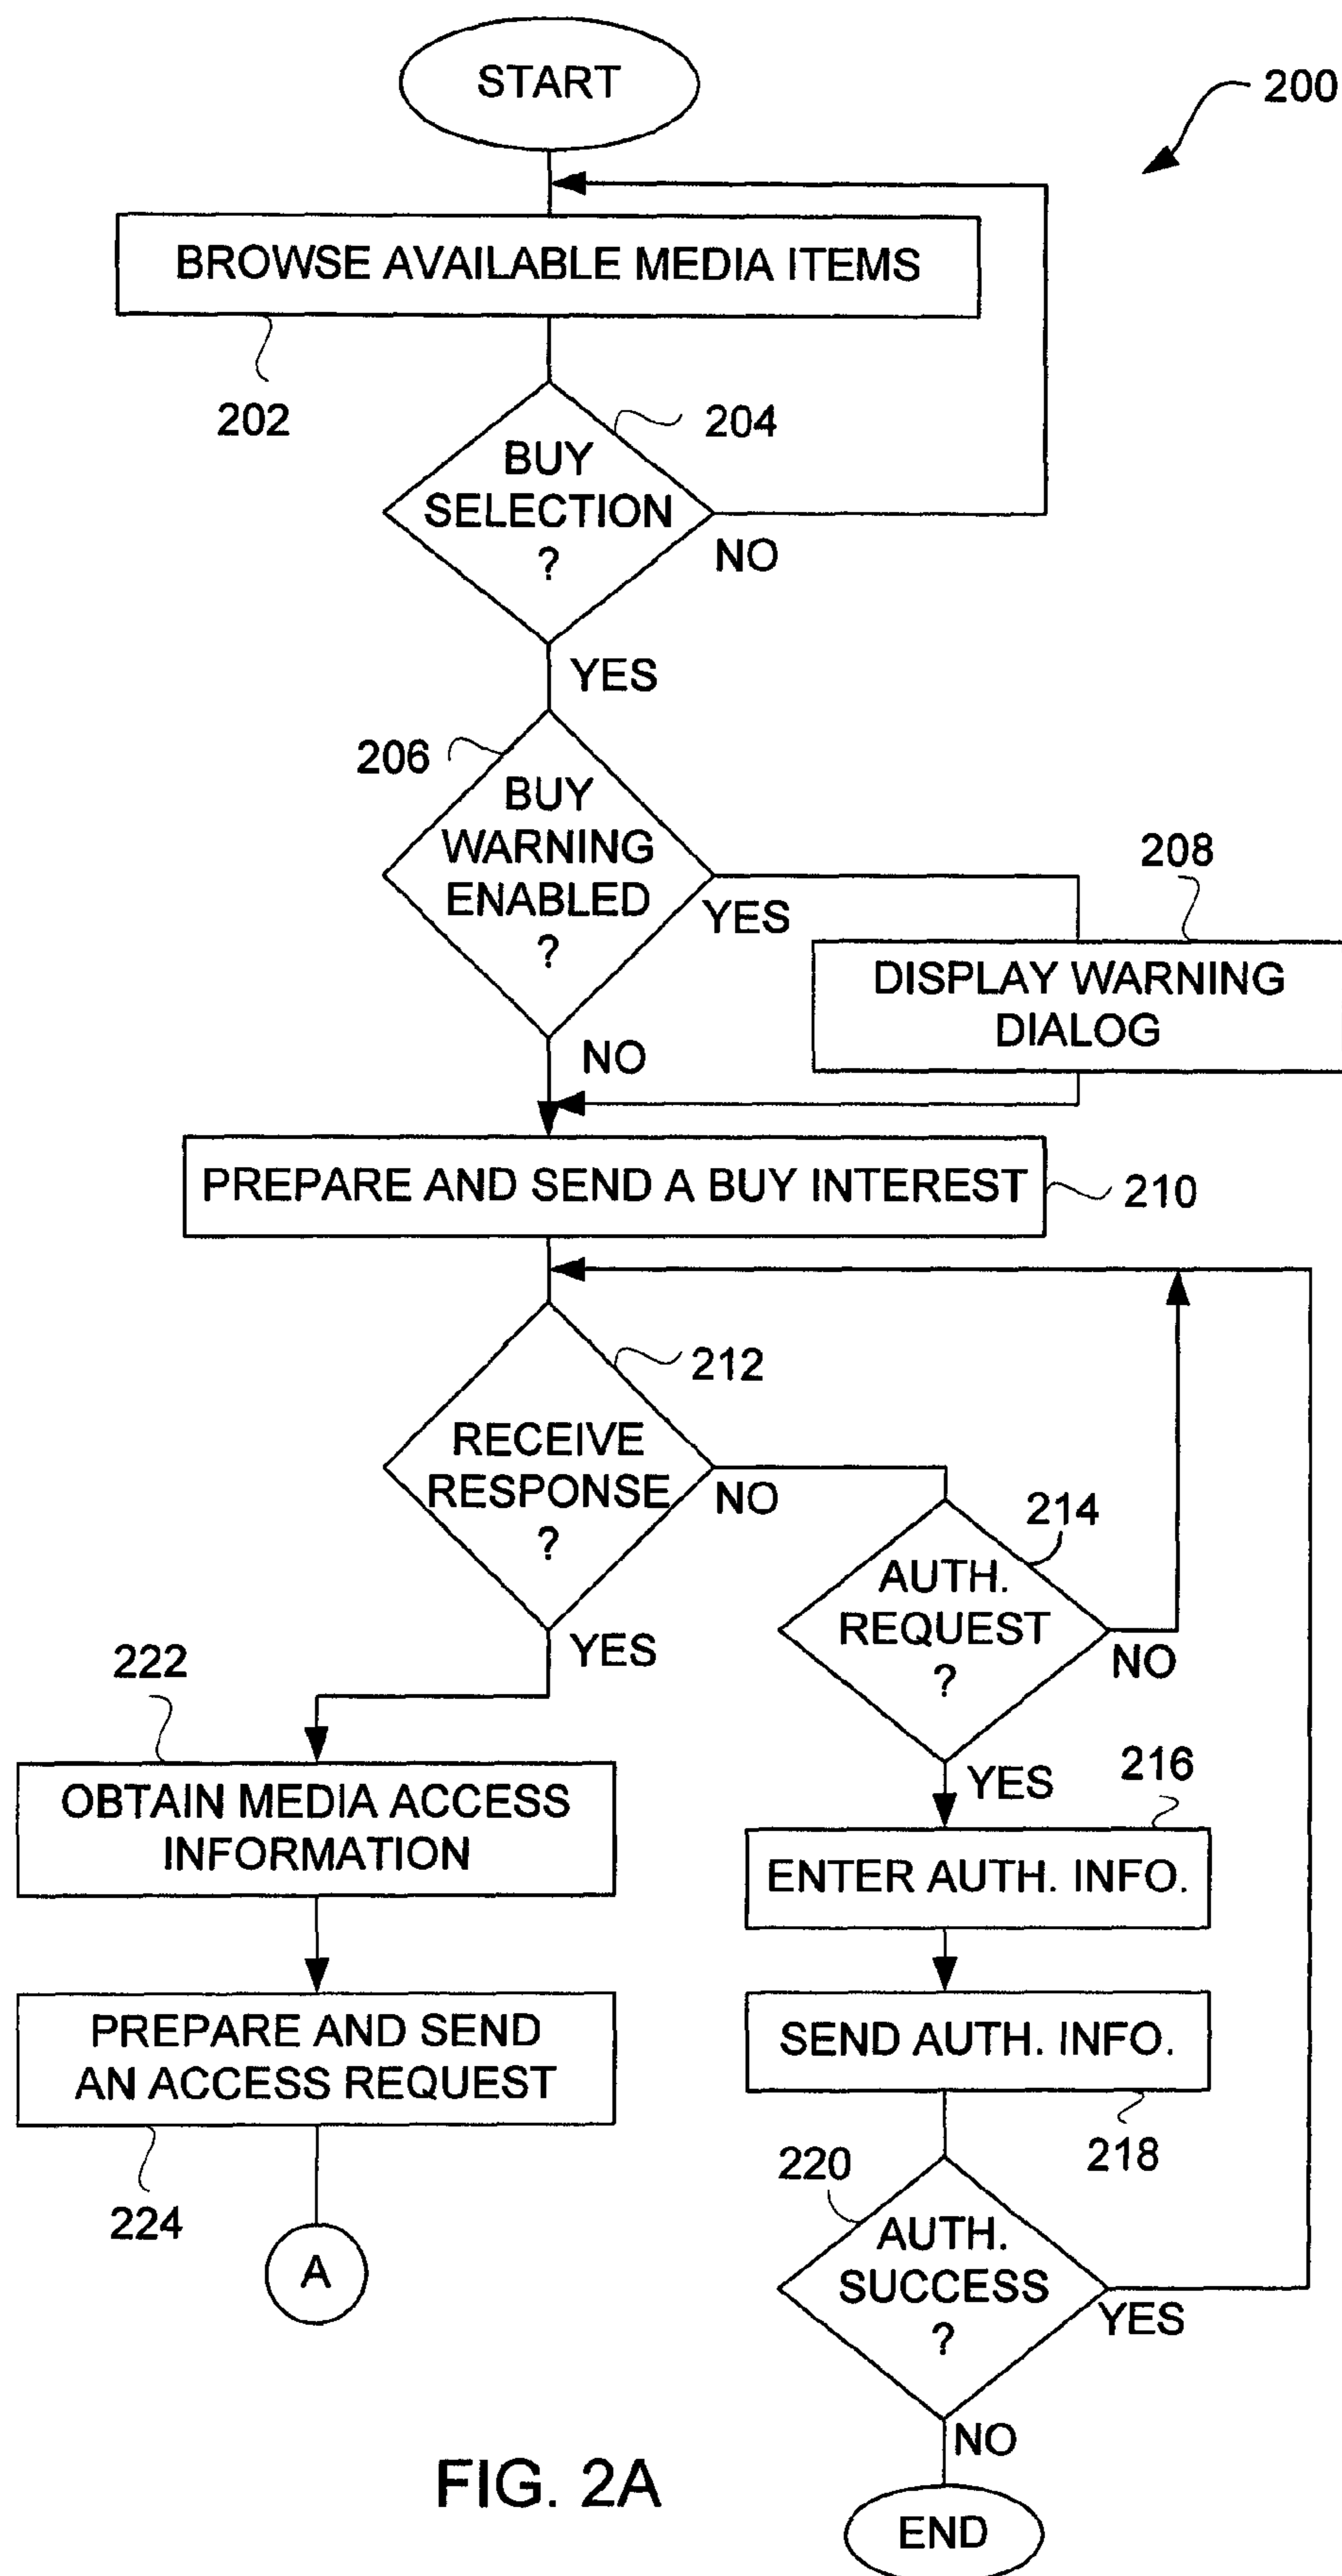 START
200
BROWSE AVAILABLE MEDIA ITEMS
202
204
BUY
SELECTION
?
NO
YES
206
BUY
WARNING
ENABLED
?
YES
208
DISPLAY WARNING
DIALOG
NO
PREPARE AND SEND A BUY INTEREST
210
212
RECEIVE
RESPONSE
?
NO
214
AUTH.
REQUEST
?
NO
YES
222
OBTAIN MEDIA ACCESS
INFORMATION
YES
216
ENTER AUTH. INFO.
PREPARE AND SEND
AN ACCESS REQUEST
224
A
SEND AUTH. INFO.
218
220
AUTH.
SUCCESS
?
YES
NO
END
FIG. 2A